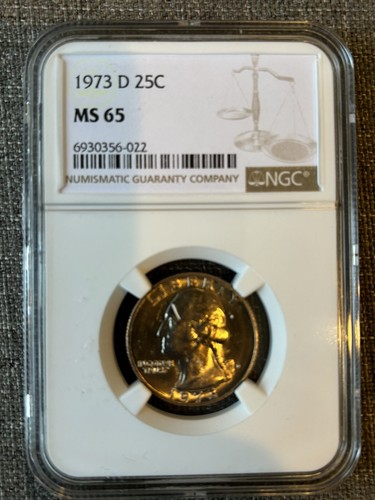 1973 D 25C
MS 65
6930356-022
NUMISMATIC GUARANTY COMPANY
NGC®
LIBERTY
IN GOD WE
TRUST